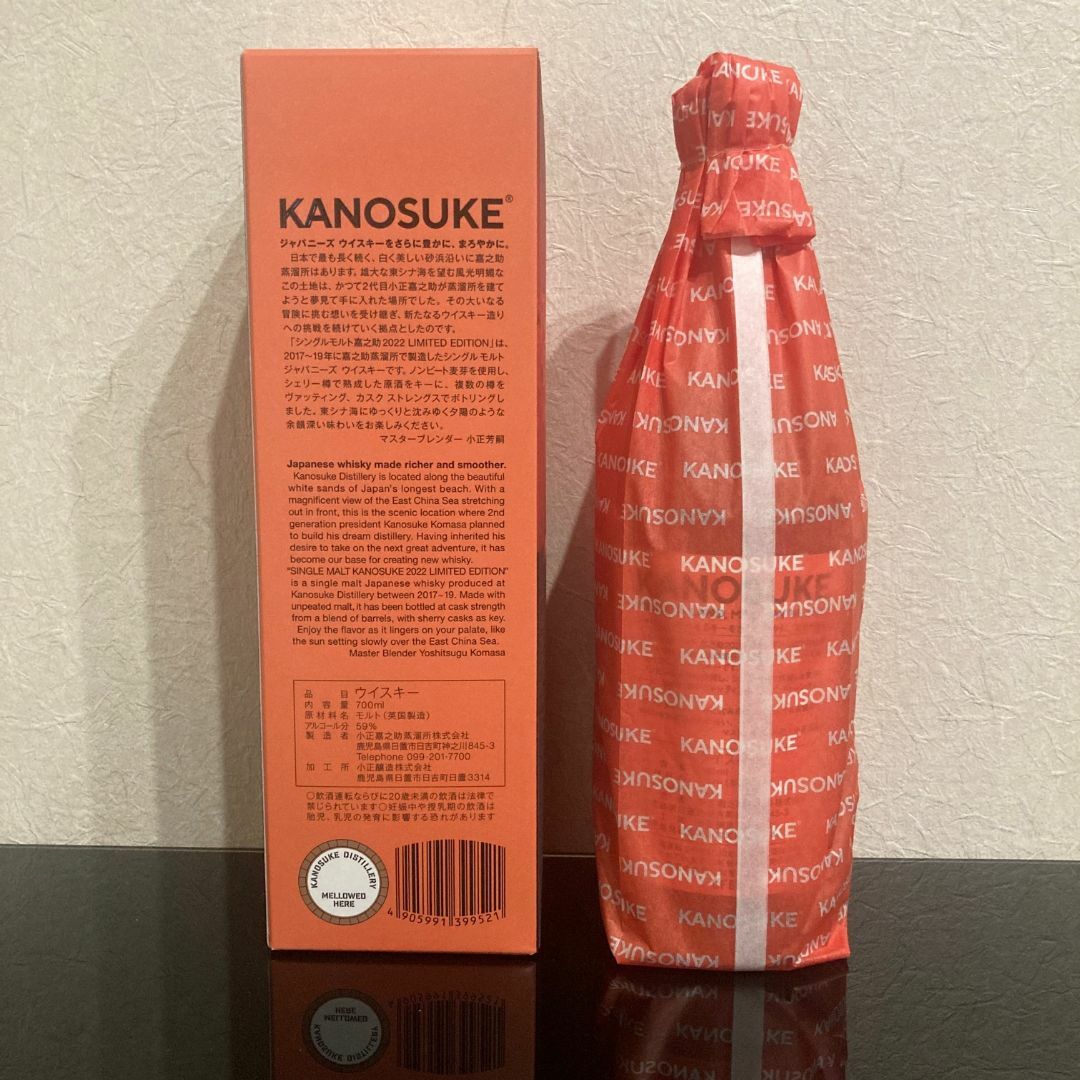 KANOSUKE®
ジャパニーズ ウイスキーをさらに豊かに、まろやかに。
日本で最も長く続く、白く美しい砂浜沿いに嘉之助
蒸溜所はあります。雄大な東シナ海を望む風光明媚な
この土地は、かつて2代目小正嘉之助が蒸溜所を建て
ようと夢見て手に入れた場所でした。その大いなる
冒険に挑む想いを受け継ぎ、新たなるウイスキー造り
への挑戦を続けていく拠点としたのです。
「シングルモルト嘉之助 2022 LIMITED EDITION」は、
2017〜19年に嘉之助蒸溜所で製造したシングル モルト
ジャパニーズ ウイスキーです。ノンピート麦芽を使用し、
シェリー樽で熟成した原酒をキーに、複数の樽を
ヴァッティング、カスク ストレングスでボトリングし
ました。東シナ海にゆっくりと沈みゆく夕陽のような
余韻深い味わいをお楽しみください。
マスターブレンダー 小正芳嗣
Japanese whisky made richer and smoother.
Kanosuke Distillery is located along the beautiful
white sands of Japan's longest beach. With a
magnificent view of the East China Sea stretching
out in front, this is the scenic location where 2nd
generation president Kanosuke Komasa planned
to build his dream distillery. Having inherited his
desire to take on the next great adventure, it has
become our base for creating new whisky.
"SINGLE MALT KANOSUKE 2022 LIMITED EDITION"
is a single malt Japanese whisky produced at
Kanosuke Distillery between 2017~19. Made with
unpeated malt, it has been bottled at cask strength
from a blend of barrels, with sherry casks as key.
Enjoy the flavor as it lingers on your palate, like
the sun setting slowly over the East China Sea.
Master Blender Yoshitsugu Komasa
品目 ウイスキー
内容量 700ml
原材料名 モルト（英国製造）
アルコール分 59%
製造者 小正嘉之助蒸溜所株式会社
鹿児島県日置市日吉町神之川845-3
Telephone 099-201-7700
加工所 小正醸造株式会社
鹿児島県日置市日吉町日置3314
○飲酒運転ならびに20歳未満の飲酒は法律で
禁じられています○妊娠中や授乳期の飲酒は
胎児、乳児の発育に影響する恐れがあります
KANOSUKE DISTILLERY
MELLOWED
HERE
4 905991 399521
KANOSUKE
KANOSUKE
KANOSUKE
KANOSUKE
KANOSUKE
KANOSUKE
KANOSUKE
KANOSUKE
KANOSUKE
KANOSUKE
KANOSUKE
KANOSUKE
KANOSUKE
KANOSUKE